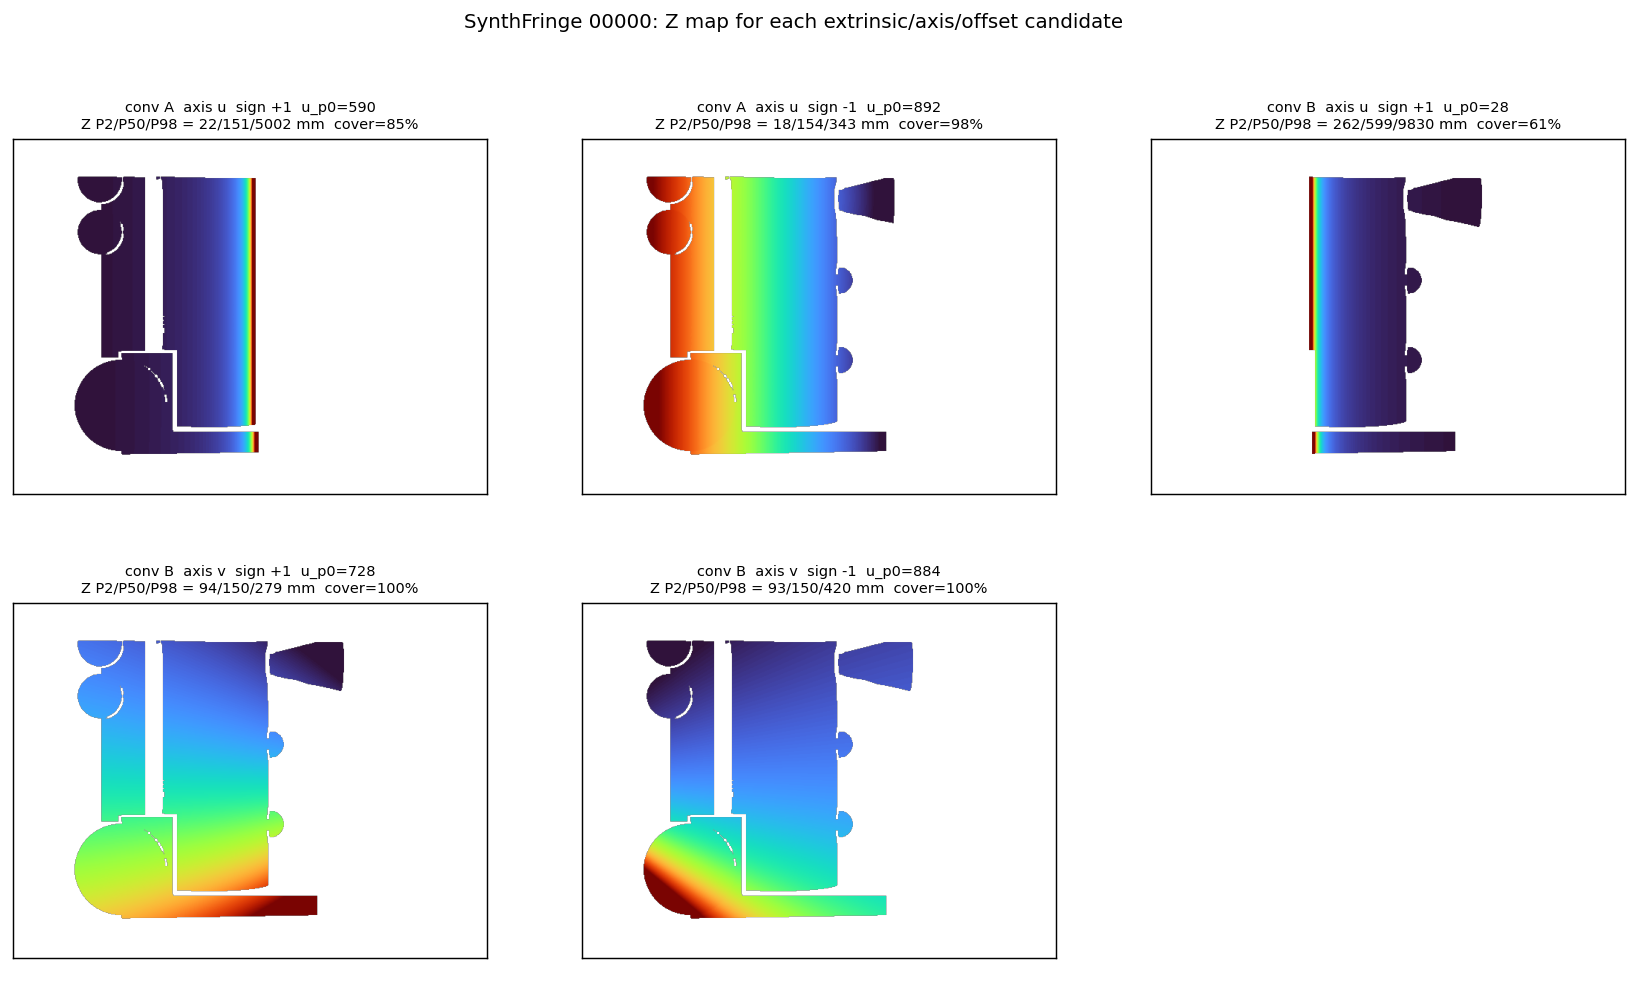 SynthFringe 00000: Z map for each extrinsic/axis/offset candidate
conv A  axis u  sign +1  u_p0=590
Z P2/P50/P98 = 22/151/5002 mm  cover=85%
conv A  axis u  sign -1  u_p0=892
Z P2/P50/P98 = 18/154/343 mm  cover=98%
conv B  axis u  sign +1  u_p0=28
Z P2/P50/P98 = 262/599/9830 mm  cover=61%
conv B  axis v  sign +1  u_p0=728
Z P2/P50/P98 = 94/150/279 mm  cover=100%
conv B  axis v  sign -1  u_p0=884
Z P2/P50/P98 = 93/150/420 mm  cover=100%